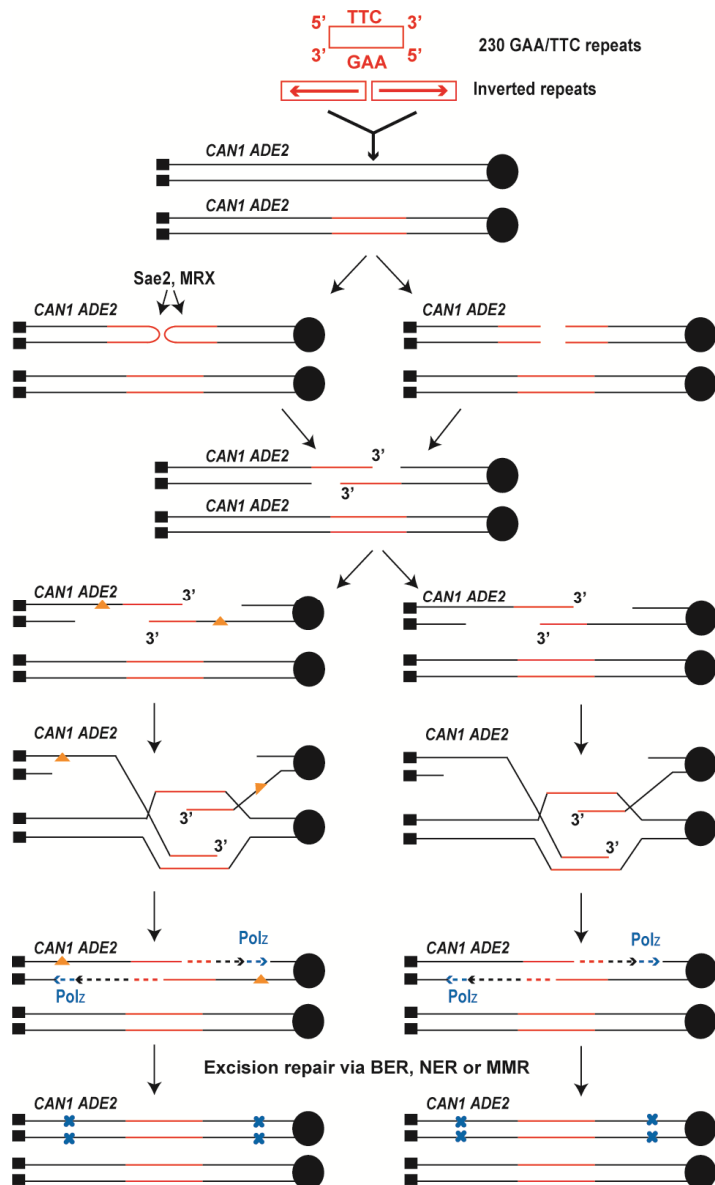 5’ TTC 3’
3’ GAA 5’
230 GAA/TTC repeats
Inverted repeats
CAN1 ADE2
CAN1 ADE2
Sae2, MRX
CAN1 ADE2
CAN1 ADE2
CAN1 ADE2 3’
3’
CAN1 ADE2
CAN1 ADE2 3’
3’
CAN1 ADE2 3’
3’
CAN1 ADE2
3’
3’
CAN1 ADE2
3’
3’
CAN1 ADE2 Polz
Polz
CAN1 ADE2 Polz
Polz
Excision repair via BER, NER or MMR
CAN1 ADE2
CAN1 ADE2